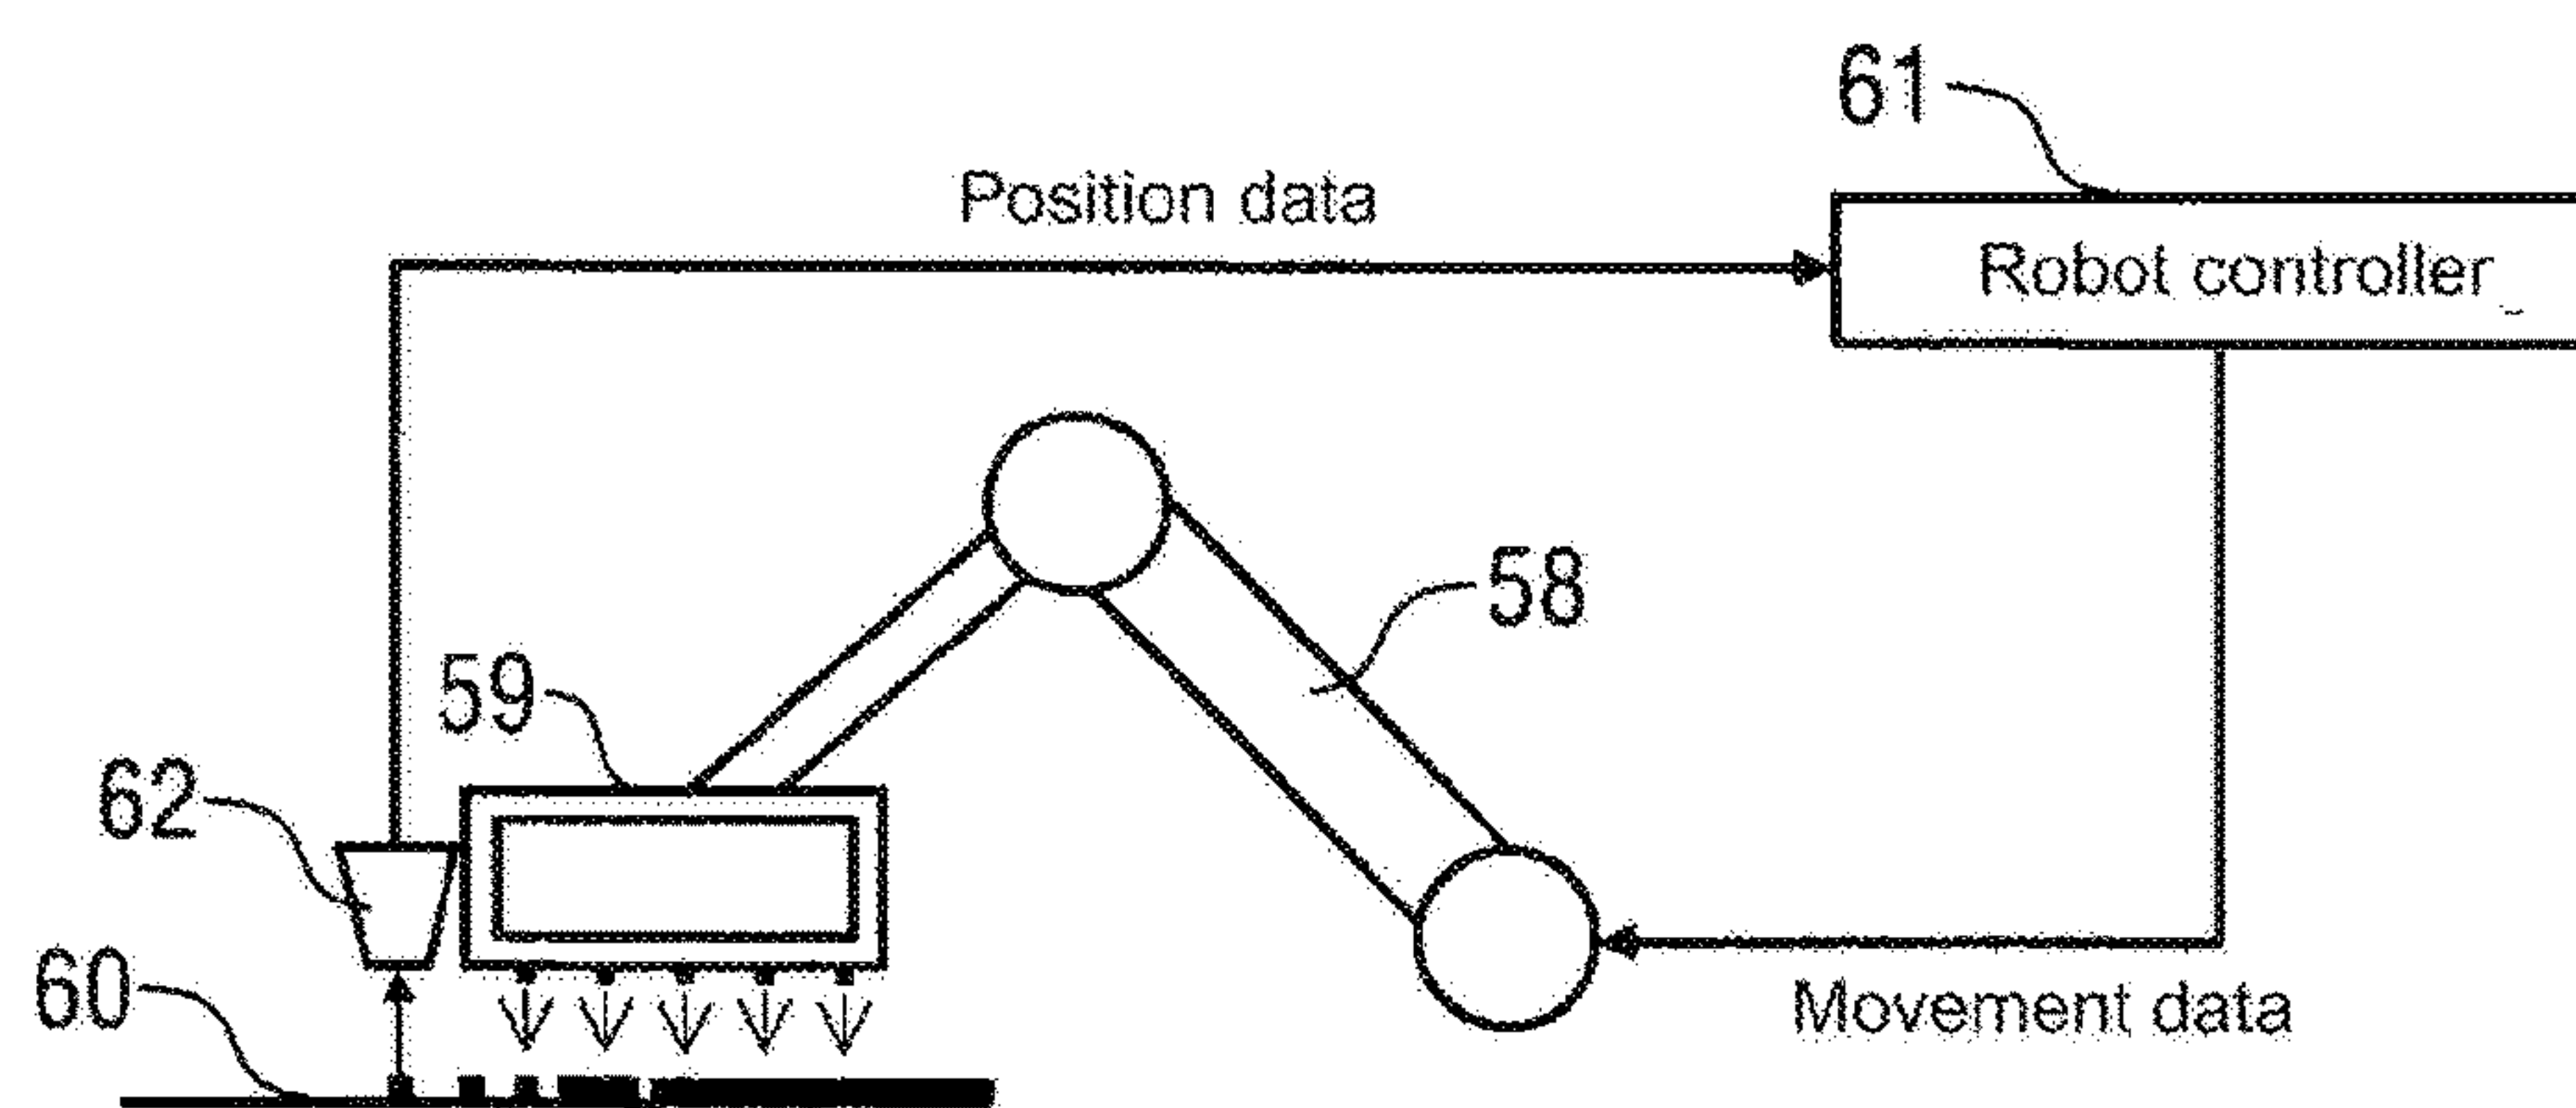 61
Position data
Robot controller
58
59
62
60
Movement data